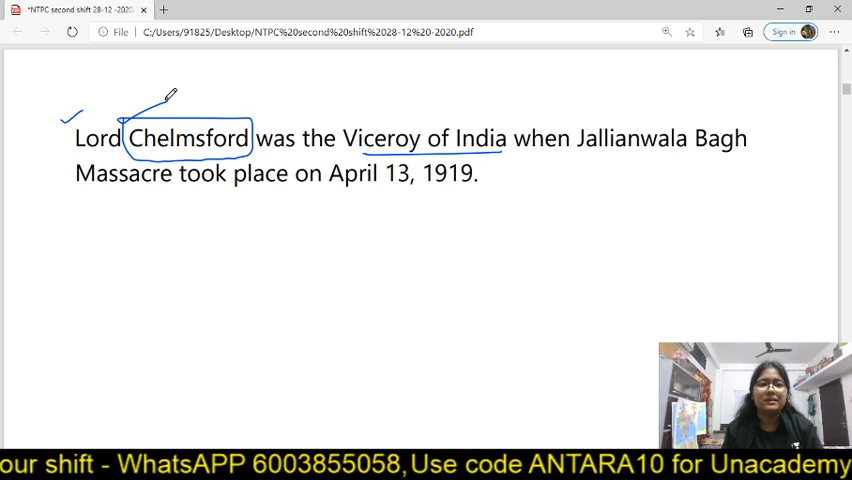 *NTPC second shift 28-12 -2020.
File
C:/Users/91825/Desktop/NTPC%20second%20shift%2028-12%20-2020.pdf
Sign in
Lord Chelmsford was the Viceroy of India when Jallianwala Bagh
Massacre took place on April 13, 1919.
our shift - WhatsAPP 6003855058,Use code ANTARA10 for Unacademy